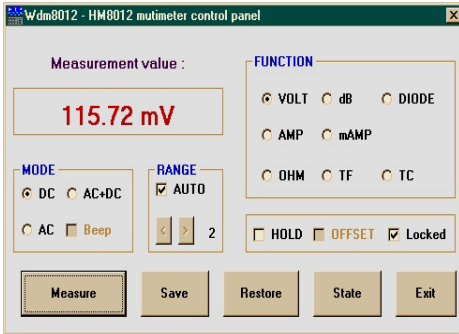 Wdm8012 - HM8012 mutimeter control panel
Measurement value :
115.72 mV
FUNCTION
VOLT dB DIODE
AMP mAMP
OHM TF TC
MODE
DC AC+DC
AC Beep
RANGE
AUTO
< > 2
HOLD OFFSET Locked
Measure Save Restore State Exit